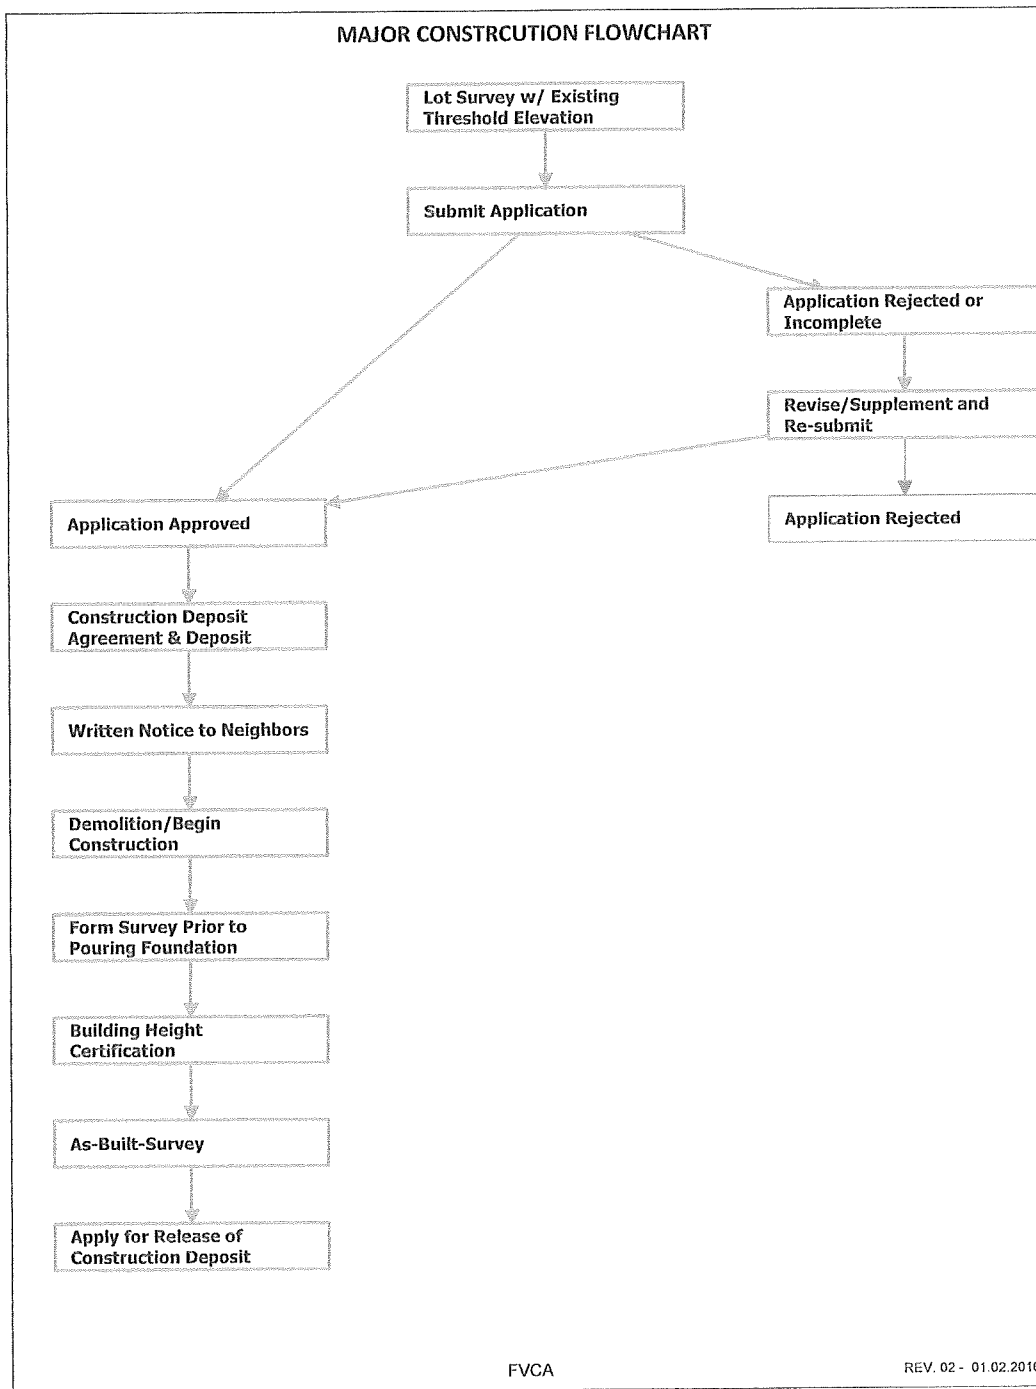 MAJOR CONSTRCUTION FLOWCHART
Lot Survey w/ Existing
Threshold Elevation
Submit Application
Application Rejected or
Incomplete
Revise/Supplement and
Re-submit
Application Approved
Application Rejected
Construction Deposit
Agreement & Deposit
Written Notice to Neighbors
Demolition/Begin
Construction
Form Survey Prior to
Pouring Foundation
Building Height
Certification
As-Built-Survey
Apply for Release of
Construction Deposit
FVCA
REV. 02 - 01.02.2016